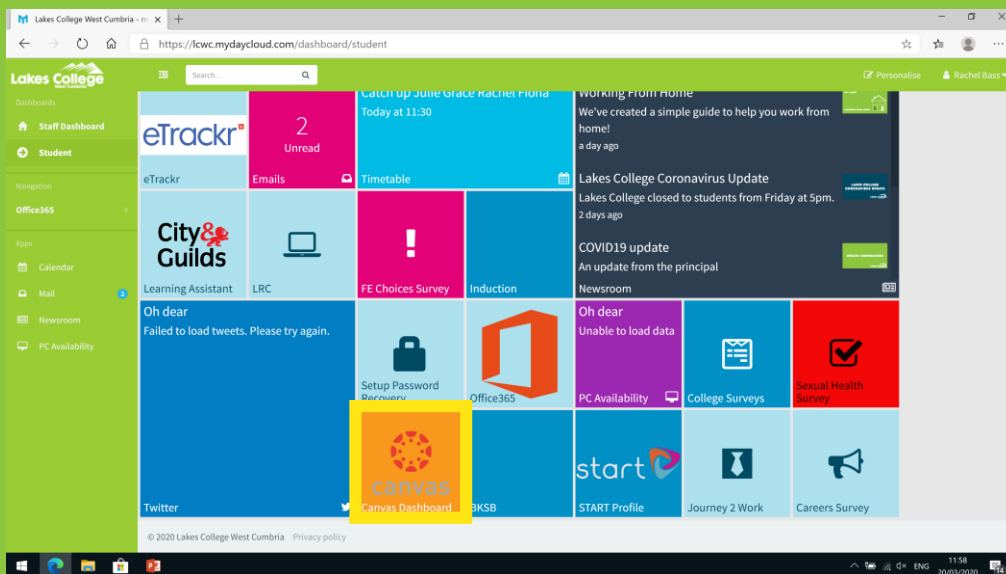 Lakes College West Cumbria - m
https://lcwc.mydaycloud.com/dashboard/student
Lakes College
West Cumbria
Search...
Personalise
Rachel Bass
Dashboards
Staff Dashboard
Student
Navigation
Office365
Apps
Calendar
Mail
2
Newsroom
PC Availability
eTrackr
eTrackr
2
Unread
Emails
Catch up Julie Grace Rachel Fiona
Today at 11:30
Timetable
Working From Home
We've created a simple guide to help you work from
home!
a day ago
Lakes College Coronavirus Update
Lakes College closed to students from Friday at 5pm.
2 days ago
COVID19 update
An update from the principal
Newsroom
City&
Guilds
Learning Assistant
LRC
!
FE Choices Survey
Induction
Oh dear
Failed to load tweets. Please try again.
Twitter
Setup Password
Recovery
Office365
Oh dear
Unable to load data
PC Availability
College Surveys
Sexual Health
Survey
canvas
Canvas Dashboard
BKSB
start
START Profile
Journey 2 Work
Careers Survey
© 2020 Lakes College West Cumbria Privacy policy
ENG
11:58
20/03/2020